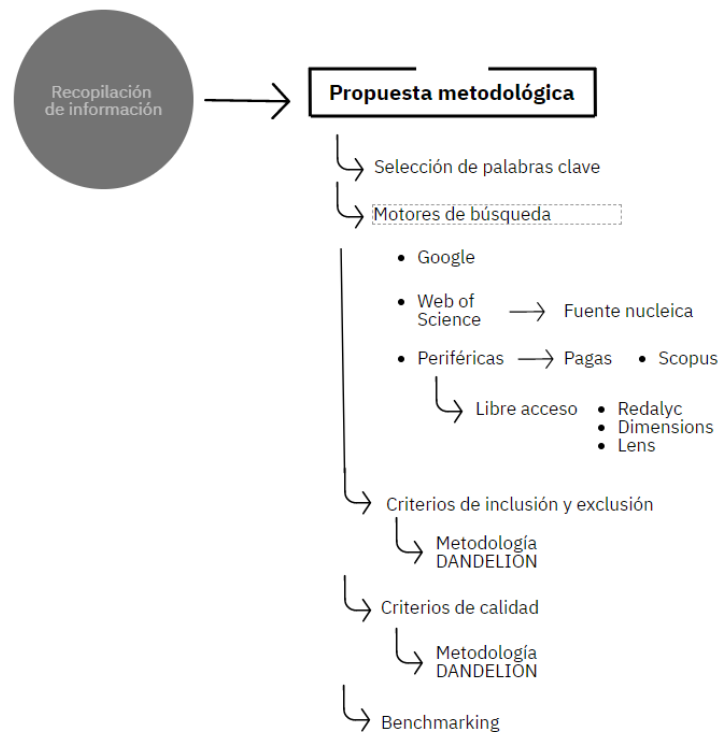 Recopilación
de información
Propuesta metodológica
Selección de palabras clave
Motores de búsqueda
Google
Web of
Science
Fuente nucleica
Periféricas
Pagas
Scopus
Libre acceso
Redalyc
Dimensions
Lens
Criterios de inclusión y exclusión
Metodología
DANDELION
Criterios de calidad
Metodología
DANDELION
Benchmarking